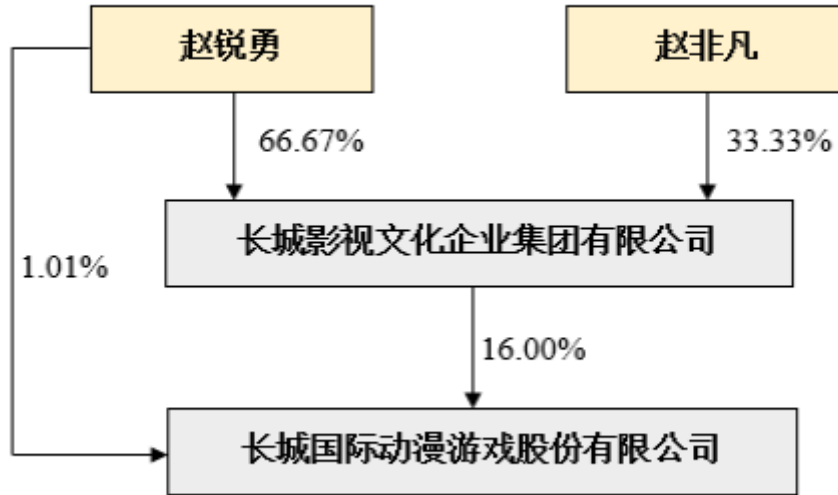 赵锐勇
赵非凡
66.67%
33.33%
长城影视文化企业集团有限公司
1.01%
16.00%
长城国际动漫游戏股份有限公司